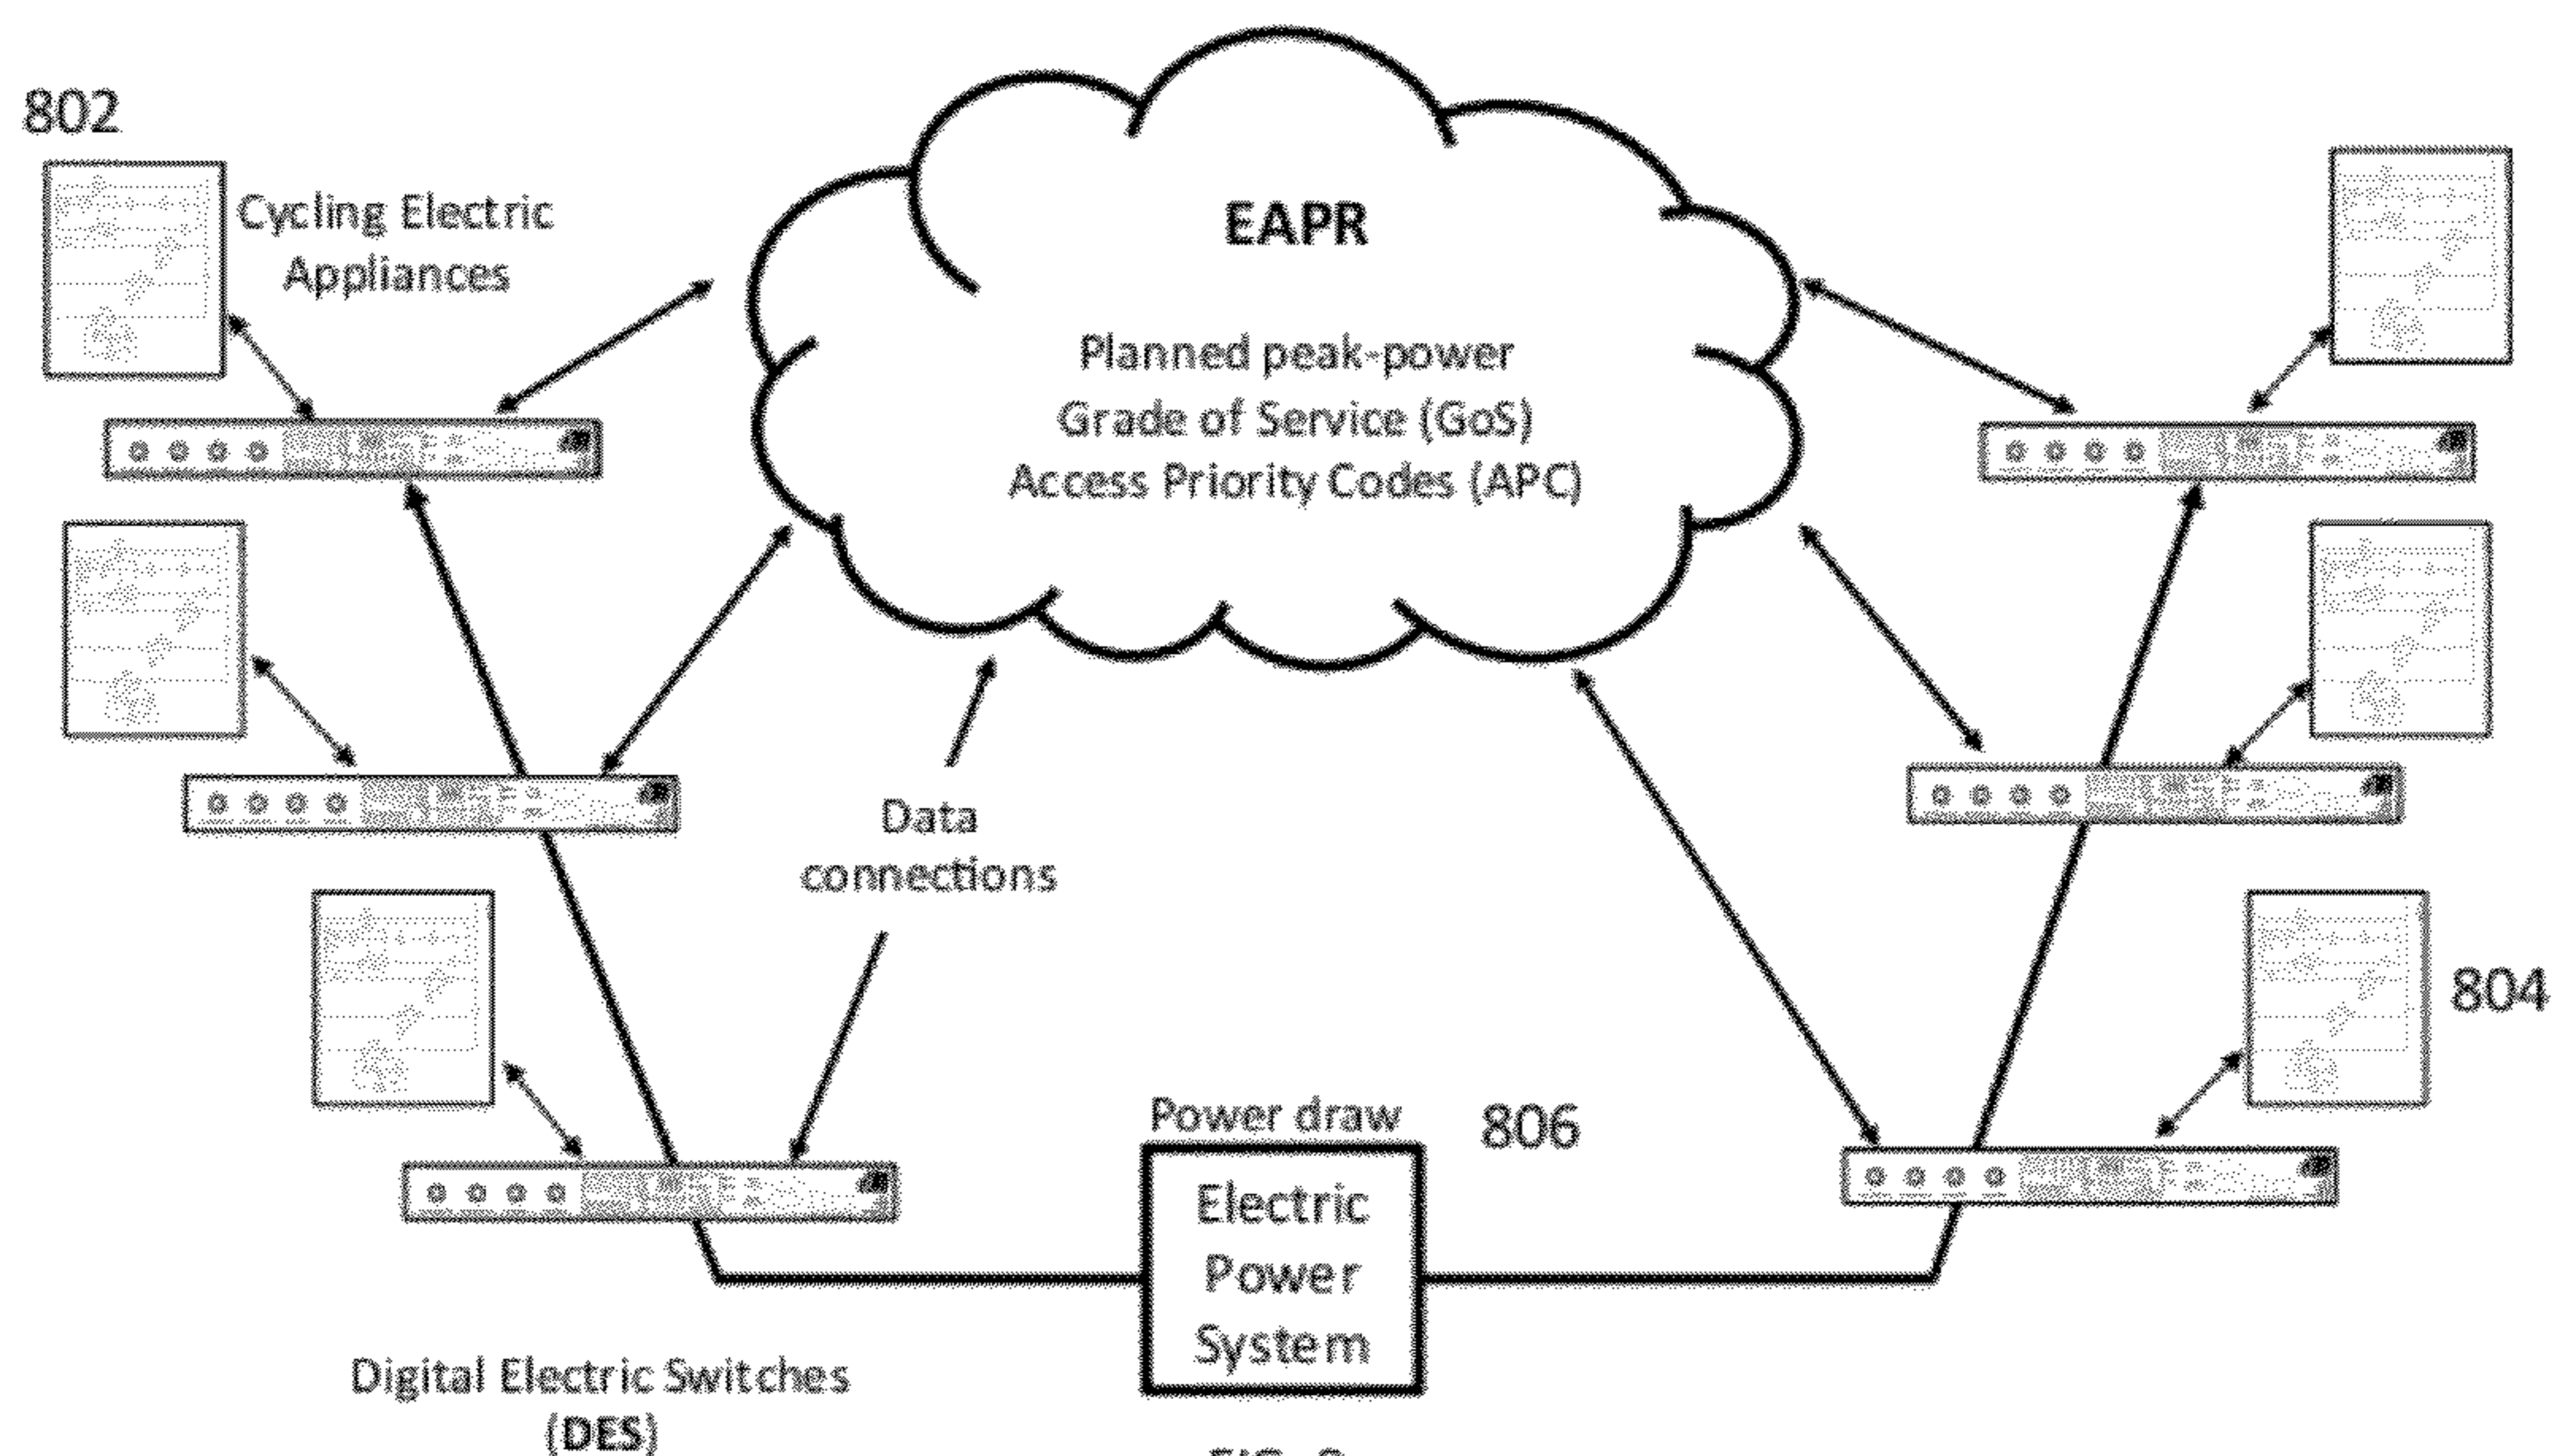 802
Cycling Electric
Appliances
EAPR
Planned peak-power
Grade of Service (GoS)
Access Priority Codes (APC)
Data
connections
804
Power draw
806
Electric
Power
System
Digital Electric Switches
(DES)